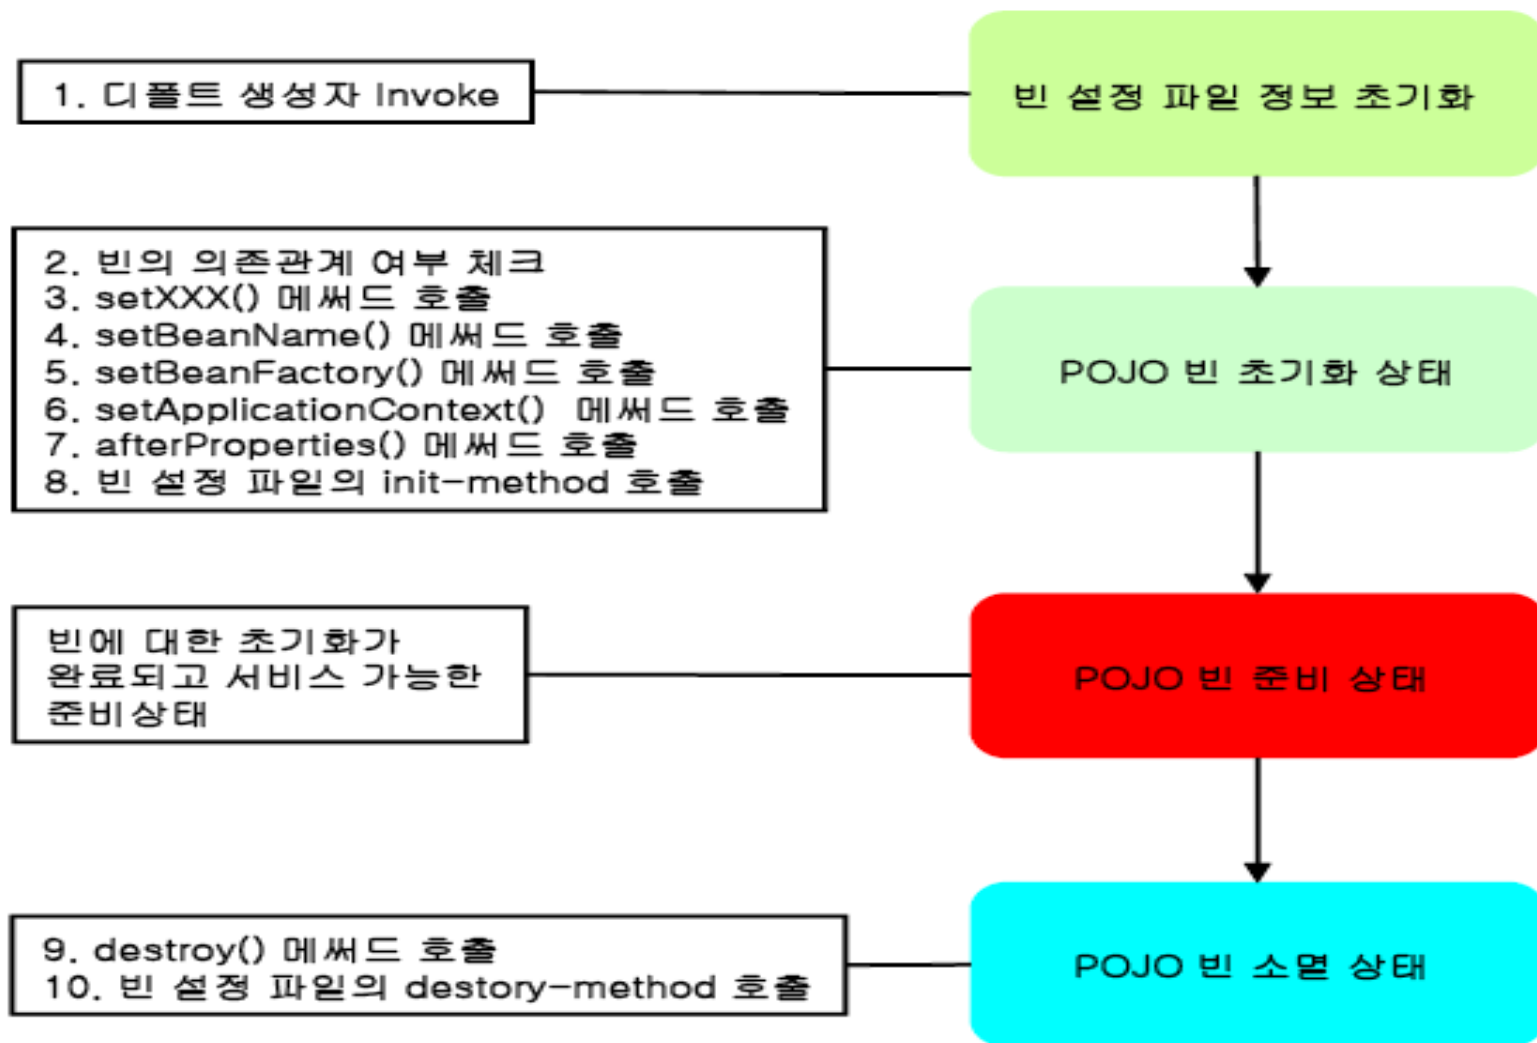 1. 디폴트 생성자 Invoke
빈 설정 파일 정보 초기화
2. 빈의 의존관계 여부 체크
3. setXXX() 메써드 호출
4. setBeanName() 메써드 호출
5. setBeanFactory() 메써드 호출
6. setApplicationContext() 메써드 호출
7. afterProperties() 메써드 호출
8. 빈 설정 파일의 init-method 호출
POJO 빈 초기화 상태
빈에 대한 초기화가
완료되고 서비스 가능한
준비상태
POJO 빈 준비 상태
9. destroy() 메써드 호출
10. 빈 설정 파일의 destory-method 호출
POJO 빈 소멸 상태